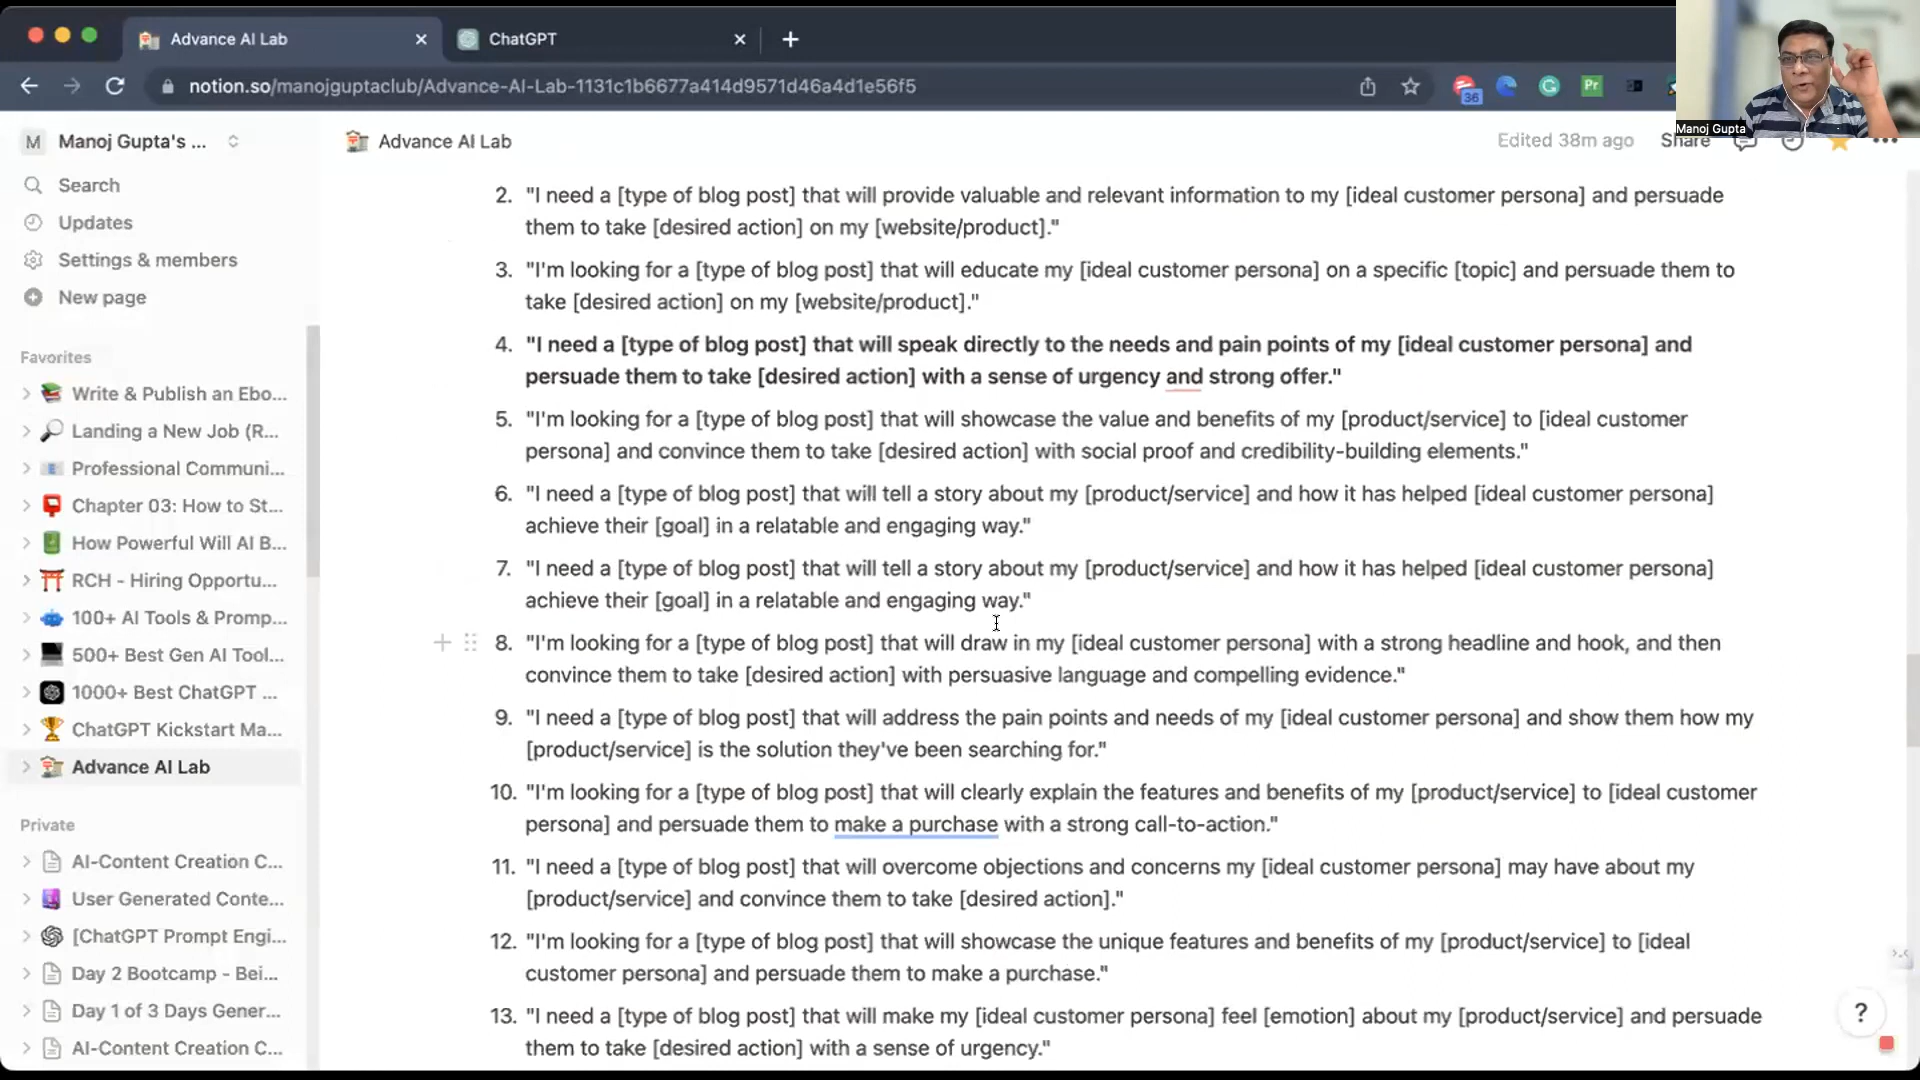 Advance AI Lab
ChatGPT
notion.so/manojguptaclub/Advance-AI-Lab-1131c1b6677a414d9571d46a4d1e56f5
36
Pr
Manoj Gupta
M Manoj Gupta's ...
Search
Updates
Settings & members
New page
Favorites
Write & Publish an Ebo...
Landing a New Job (R...
Professional Communi...
Chapter 03: How to St...
How Powerful Will AI B...
RCH - Hiring Opportu...
100+ AI Tools & Promp...
500+ Best Gen AI Tool...
1000+ Best ChatGPT ...
ChatGPT Kickstart Ma...
Advance AI Lab
Private
AI-Content Creation C...
User Generated Conte...
[ChatGPT Prompt Engi...
Day 2 Bootcamp - Bei...
Day 1 of 3 Days Gener...
AI-Content Creation C...
Advance AI Lab
Edited 38m ago
Share
2. "I need a [type of blog post] that will provide valuable and relevant information to my [ideal customer persona] and persuade
them to take [desired action] on my [website/product]."
3. "I'm looking for a [type of blog post] that will educate my [ideal customer persona] on a specific [topic] and persuade them to
take [desired action] on my [website/product]."
4. "I need a [type of blog post] that will speak directly to the needs and pain points of my [ideal customer persona] and
persuade them to take [desired action] with a sense of urgency and strong offer."
5. "I'm looking for a [type of blog post] that will showcase the value and benefits of my [product/service] to [ideal customer
persona] and convince them to take [desired action] with social proof and credibility-building elements."
6. "I need a [type of blog post] that will tell a story about my [product/service] and how it has helped [ideal customer persona]
achieve their [goal] in a relatable and engaging way."
7. "I need a [type of blog post] that will tell a story about my [product/service] and how it has helped [ideal customer persona]
achieve their [goal] in a relatable and engaging way."
8. "I'm looking for a [type of blog post] that will draw in my [ideal customer persona] with a strong headline and hook, and then
convince them to take [desired action] with persuasive language and compelling evidence."
9. "I need a [type of blog post] that will address the pain points and needs of my [ideal customer persona] and show them how my
[product/service] is the solution they've been searching for."
10. "I'm looking for a [type of blog post] that will clearly explain the features and benefits of my [product/service] to [ideal customer
persona] and persuade them to make a purchase with a strong call-to-action."
11. "I need a [type of blog post] that will overcome objections and concerns my [ideal customer persona] may have about my
[product/service] and convince them to take [desired action]."
12. "I'm looking for a [type of blog post] that will showcase the unique features and benefits of my [product/service] to [ideal
customer persona] and persuade them to make a purchase."
13. "I need a [type of blog post] that will make my [ideal customer persona] feel [emotion] about my [product/service] and persuade
them to take [desired action] with a sense of urgency."
?